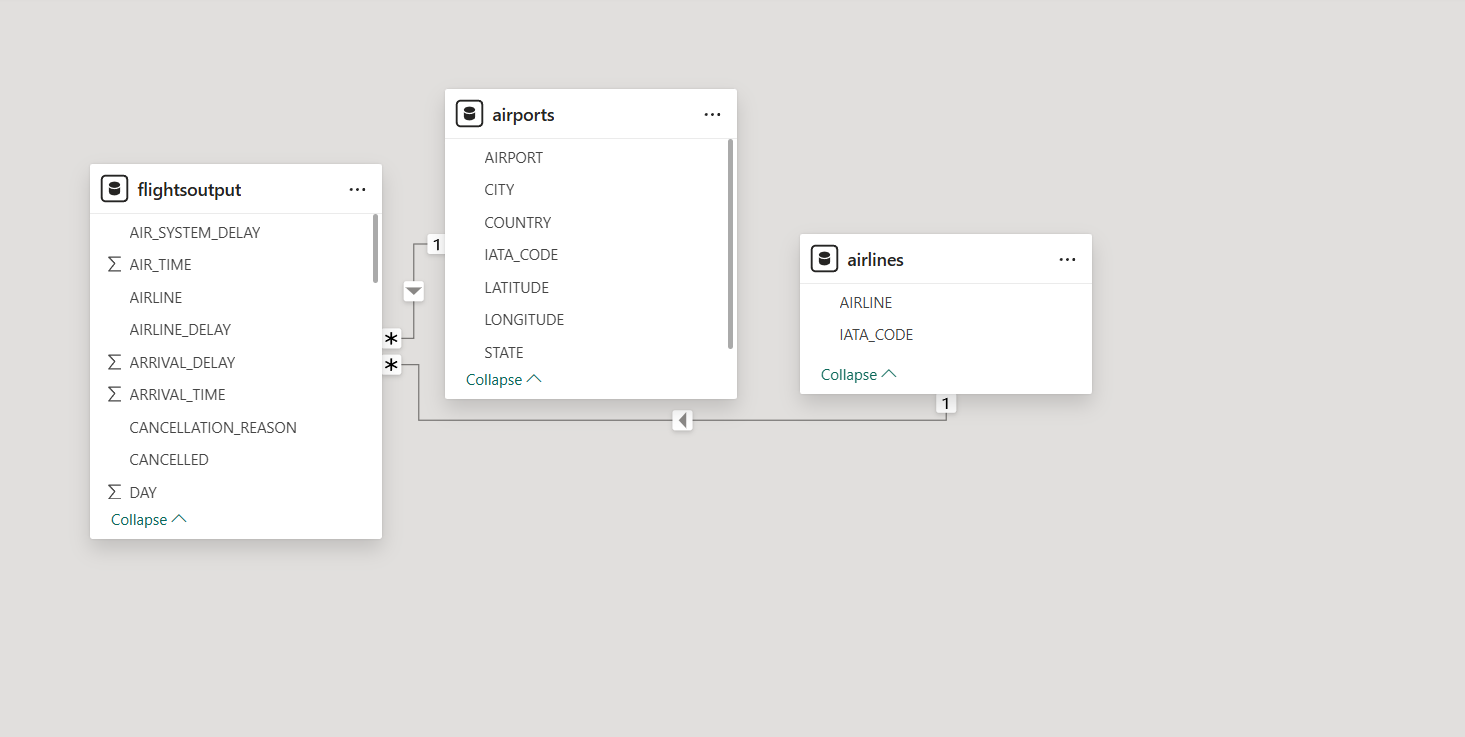 flightsoutput
AIR_SYSTEM_DELAY
AIR_TIME
AIRLINE
AIRLINE_DELAY
ARRIVAL_DELAY
ARRIVAL_TIME
CANCELLATION_REASON
CANCELLED
DAY
Collapse
*
*
1
airports
AIRPORT
CITY
COUNTRY
IATA_CODE
LATITUDE
LONGITUDE
STATE
Collapse
airlines
AIRLINE
IATA_CODE
Collapse
1